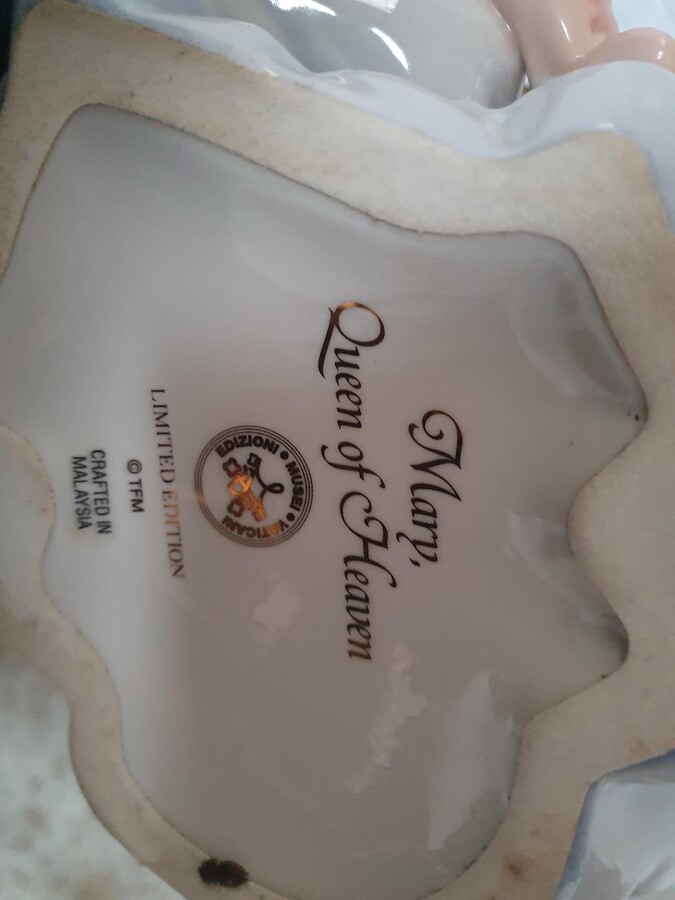 Mary,
Queen of Heaven
EDIZIONI • MUSEI • VATICANI
LIMITED EDITION
© TFM
CRAFTED IN
MALAYSIA